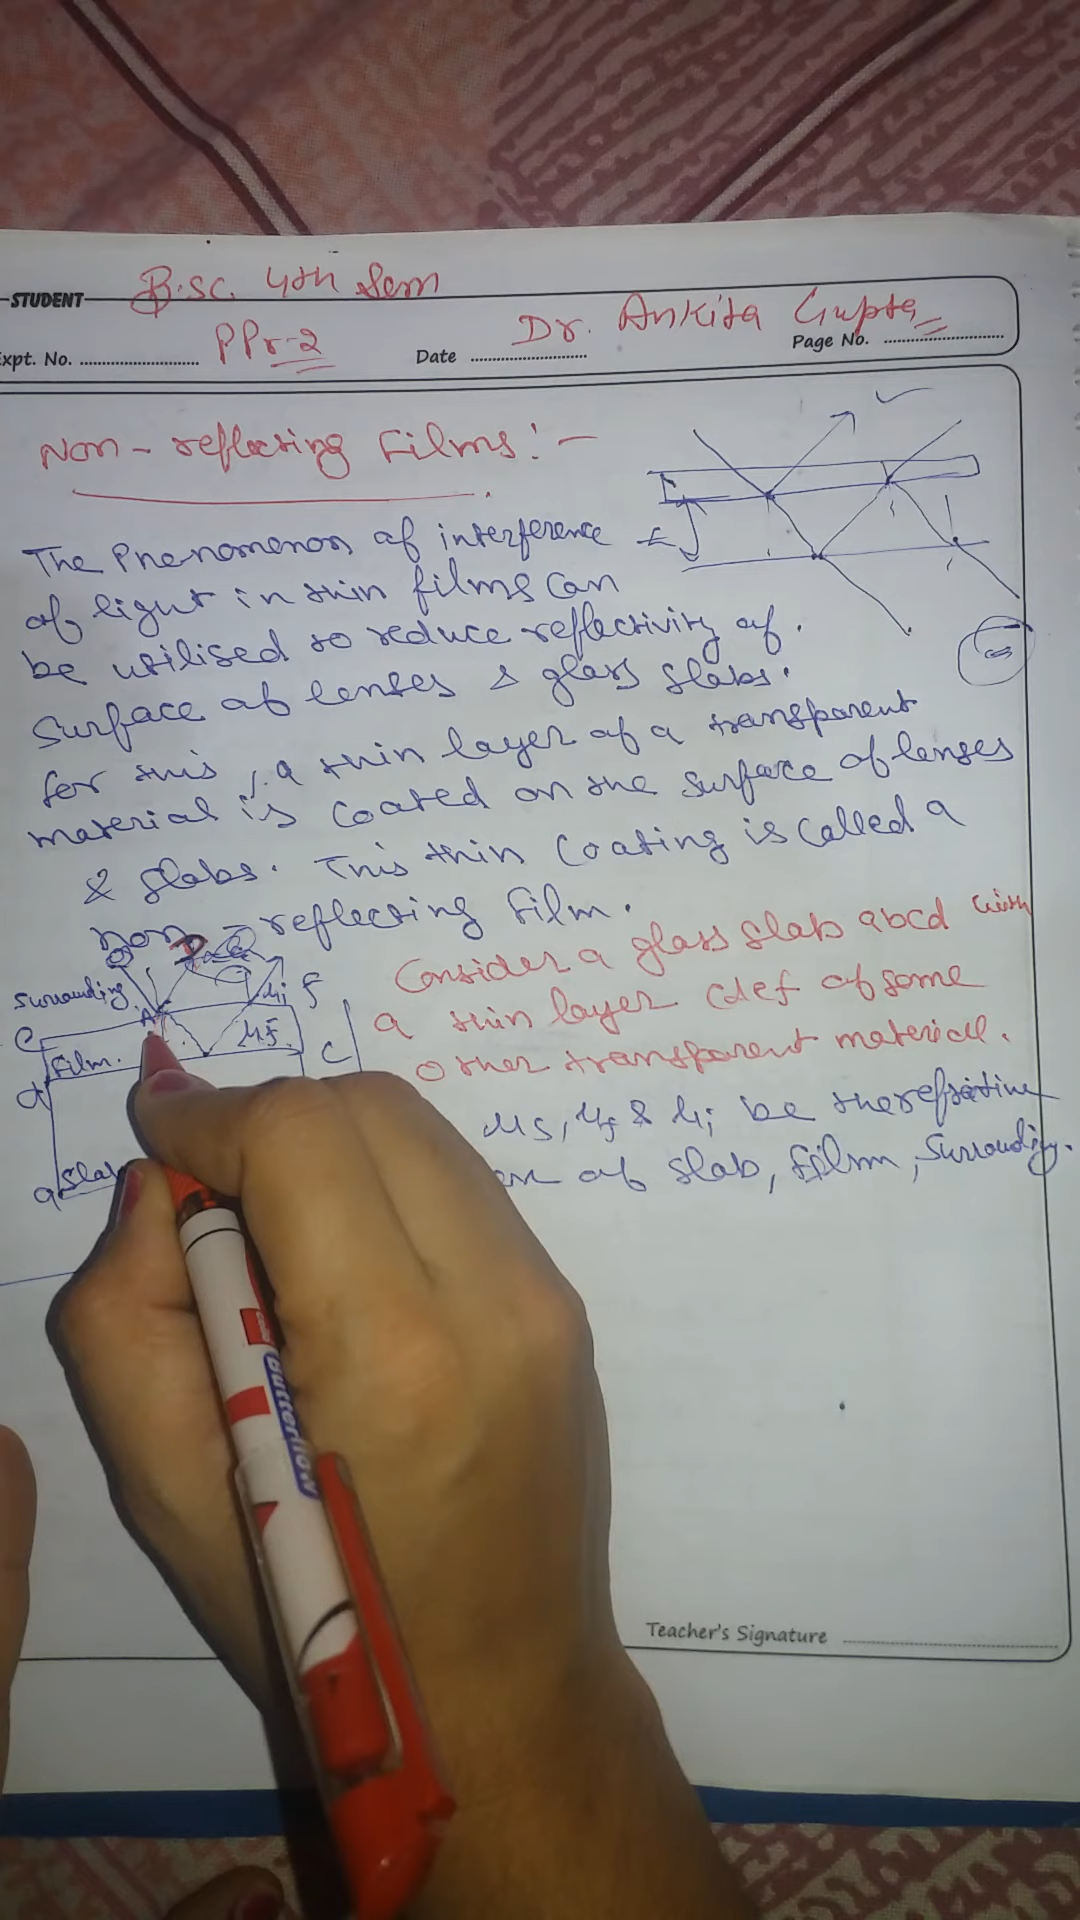 B.sc. 4th Sem
STUDENT
PPr-2
Dr. Ankita Gupta
Expt. No.
Date
Page No.
Non-reflecting Films:-
The Phenomenon of interference
of light in thin films can
be utilised to reduce reflectivity of
Surface of lenses & glass slabs.
for this, a thin layer of a transparent
material is coated on the surface of lenses
& slabs. This thin coating is called a
non-reflecting film.
Consider a glass slab abcd with
a thin layer cdef of some
other transparent material.
μs, μf & μi be the refrative
of slab, film, surrounding.
t
D
Surrounding
μi
f
A
e
film.
μf
c
d
a
Slab
Butterflow
Teacher's Signature